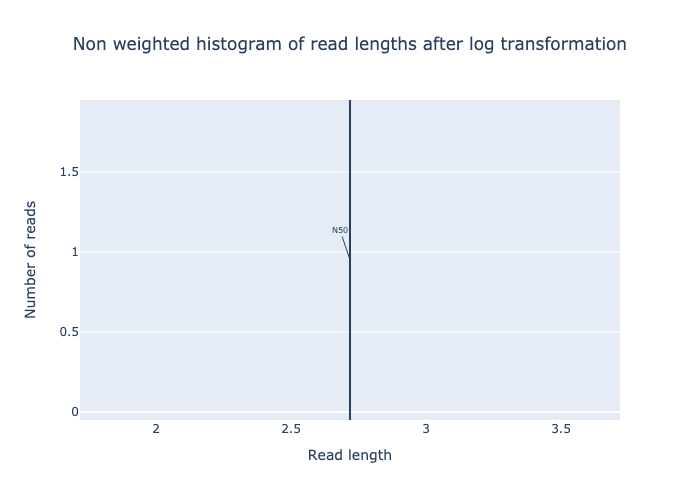 Non weighted histogram of read lengths after log transformation
Number of reads
1.5
1
0.5
0
N50
2
2.5
3
3.5
Read length